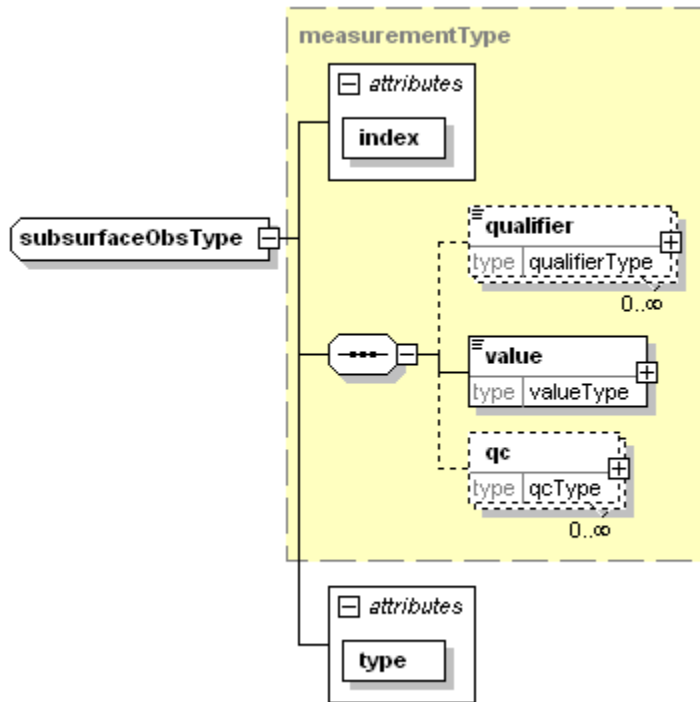 measurementType
attributes
index
subsurfaceObsType
qualifier
type qualifierType
0..∞
value
type valueType
qc
type qcType
0..∞
attributes
type